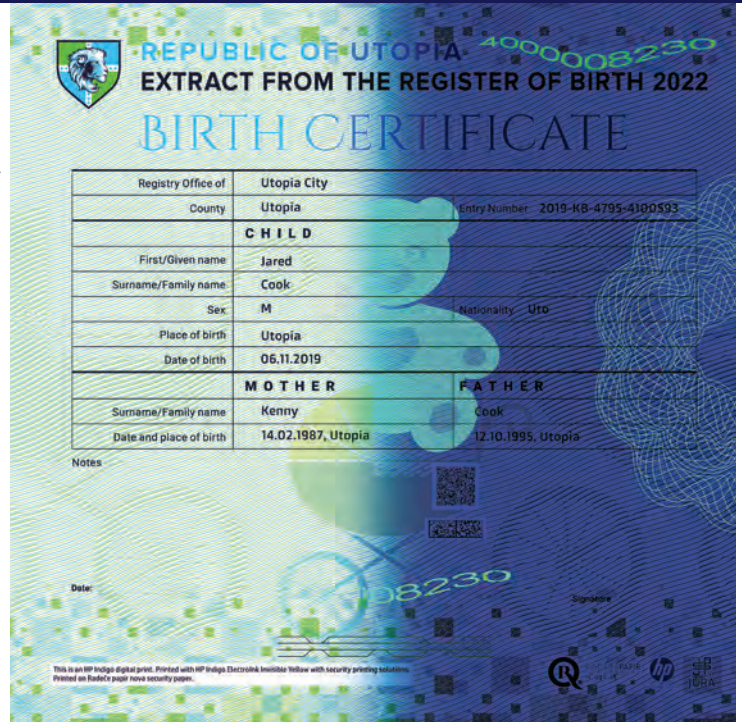 REPUBLIC OF UTOPIA 4000008230
EXTRACT FROM THE REGISTER OF BIRTH 2022
BIRTH CERTIFICATE
Registry Office of Utopia City
County Utopia Entry Number 2019-KB-4795-4100593
CHILD
First/Given name Jared
Surname/Family name Cook
Sex M Nationality Uto
Place of birth Utopia
Date of birth 06.11.2019
MOTHER FATHER
Surname/Family name Kenny Cook
Date and place of birth 14.02.1987, Utopia 12.10.1995, Utopia
Notes
08230
Date: Signature
This is an HP Indigo digital print. Printed with HP Indigo ElectroInk Invisible Yellow with security printing solutions.
Printed on Radeče papir nova security paper.
hp
JURA